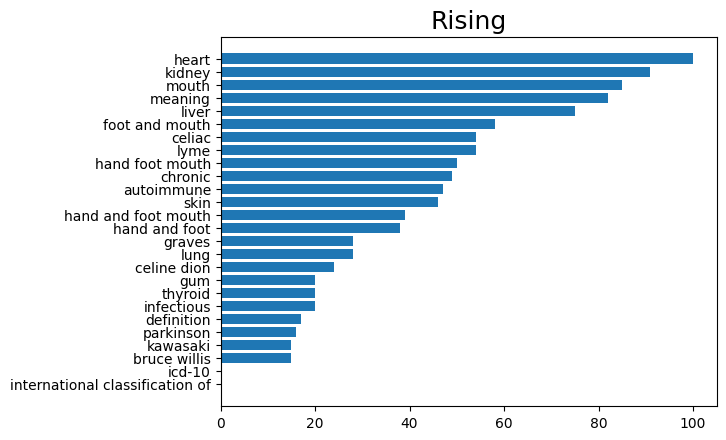 Rising
heart
kidney
mouth
meaning
liver
foot and mouth
celiac
lyme
hand foot mouth
chronic
autoimmune
skin
hand and foot mouth
hand and foot
graves
lung
celine dion
gum
thyroid
infectious
definition
parkinson
kawasaki
bruce willis
icd-10
international classification of
0 20 40 60 80 100